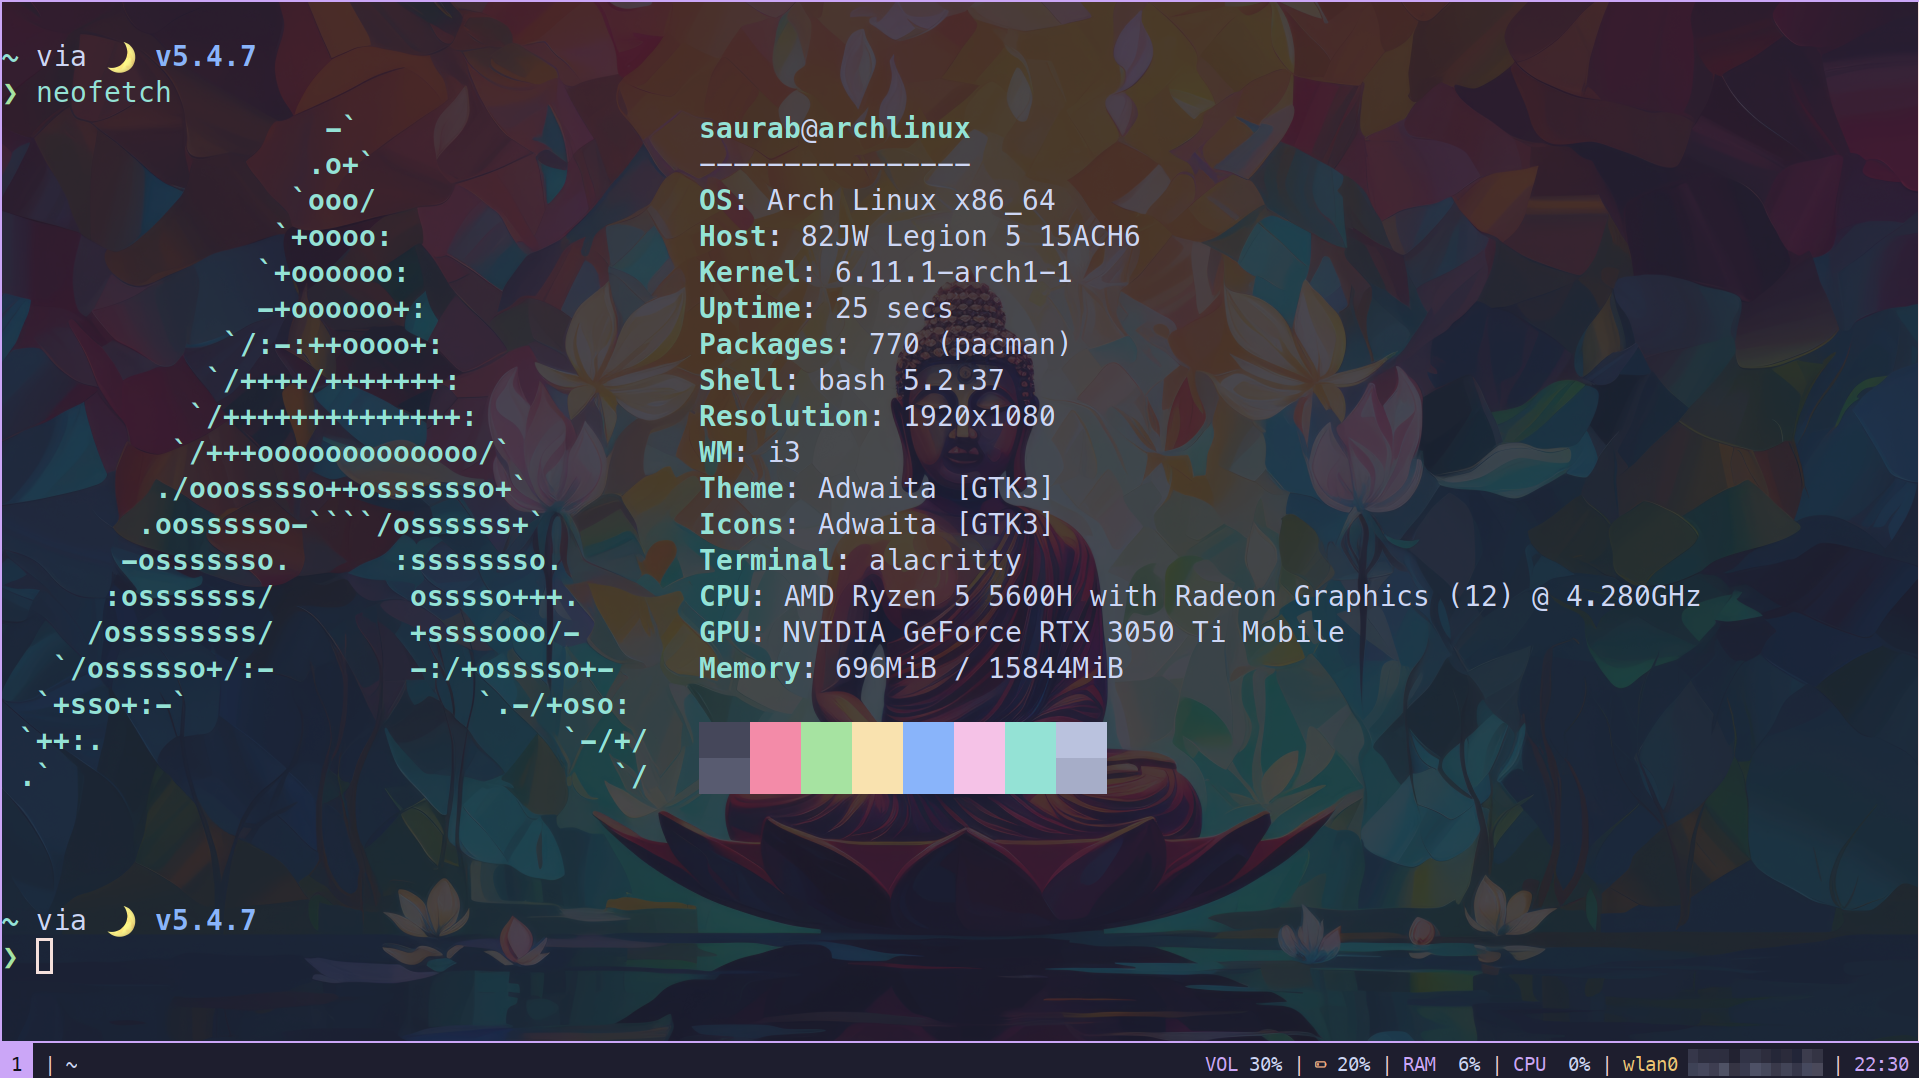 ~ via 🌙 v5.4.7
❯ neofetch
                   -`
                  .o+`
                 `ooo/
                `+oooo:
               `+oooooo:
               -+oooooo+:
             `/:-:++oooo+:
            `/++++/+++++++:
           `/++++++++++++++:
          `/+++ooooooooooooo/`
         ./ooosssso++osssssso+`
        .oossssso-````/ossssss+`
       -osssssso.      :ssssssso.
      :osssssss/        osssso+++.
     /ossssssss/        +ssssooo/-
   `/ossssso+/:-        -:/+osssso+-
  `+sso+:-`                 `.-/+oso:
 `++:.                           `-/+/
 .`                                 `/
saurab@archlinux
----------------
OS: Arch Linux x86_64
Host: 82JW Legion 5 15ACH6
Kernel: 6.11.1-arch1-1
Uptime: 25 secs
Packages: 770 (pacman)
Shell: bash 5.2.37
Resolution: 1920x1080
WM: i3
Theme: Adwaita [GTK3]
Icons: Adwaita [GTK3]
Terminal: alacritty
CPU: AMD Ryzen 5 5600H with Radeon Graphics (12) @ 4.280GHz
GPU: NVIDIA GeForce RTX 3050 Ti Mobile
Memory: 696MiB / 15844MiB
~ via 🌙 v5.4.7
❯
1 | ~ VOL 30% | 20% | RAM 6% | CPU 0% | wlan0 | 22:30